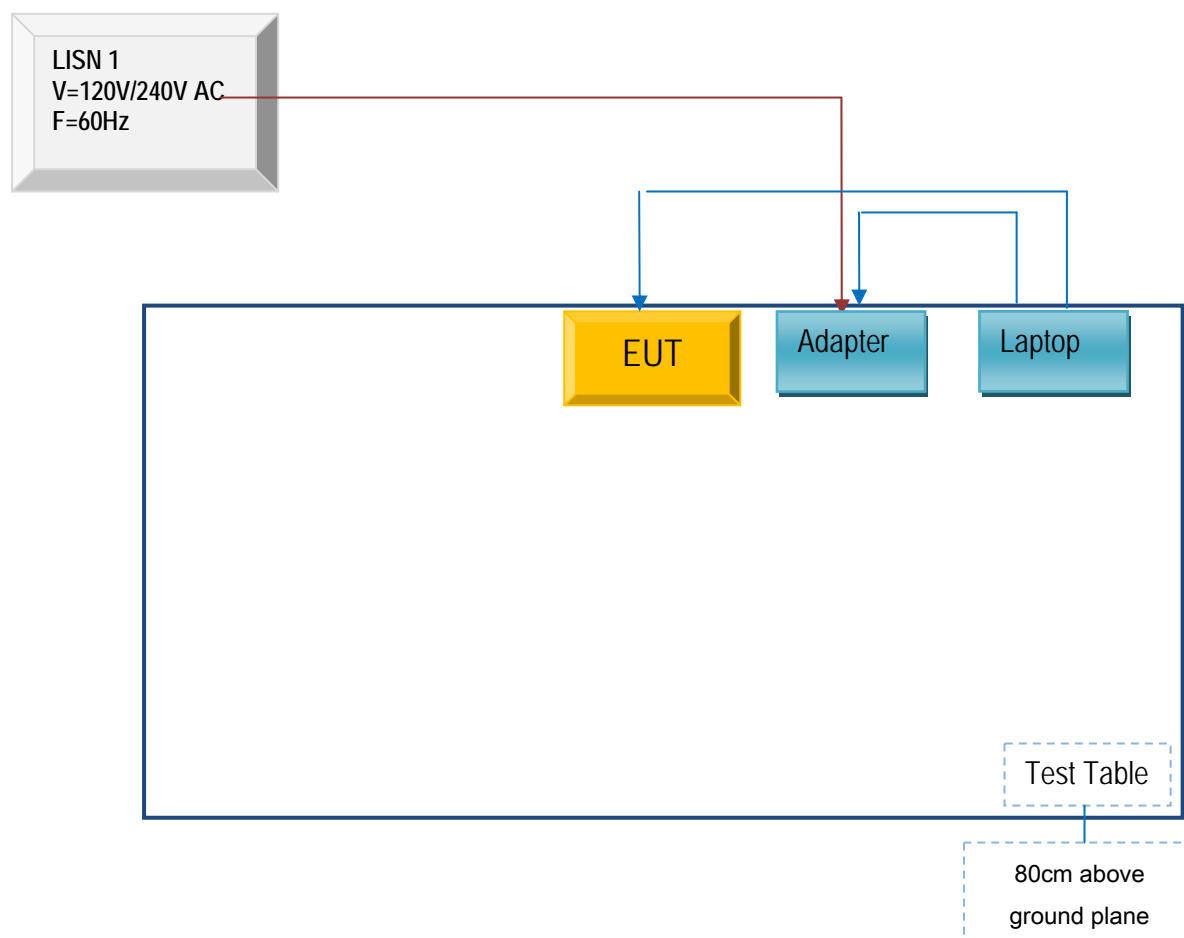 LISN 1
V=120V/240V AC
F=60Hz
EUT
Adapter
Laptop
Test Table
80cm above
ground plane